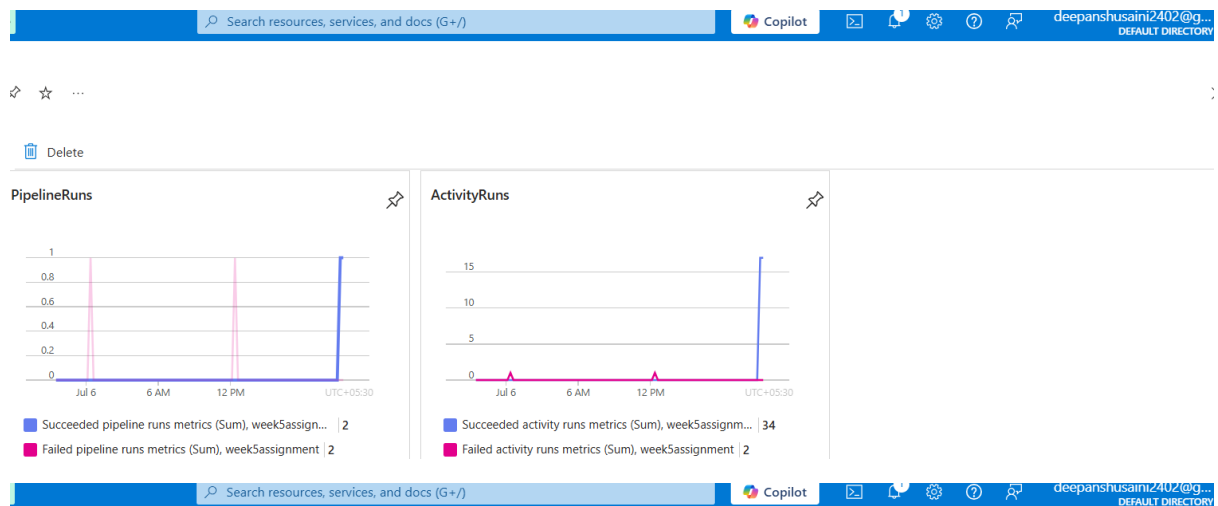 Search resources, services, and docs (G+/) Copilot 1 deepanshusaini2402@g...
DEFAULT DIRECTORY
...
Delete
PipelineRuns
1
0.8
0.6
0.4
0.2
0
Jul 6 6 AM 12 PM UTC+05:30
Succeeded pipeline runs metrics (Sum), week5assign... 2
Failed pipeline runs metrics (Sum), week5assignment 2
ActivityRuns
15
10
5
0
Jul 6 6 AM 12 PM UTC+05:30
Succeeded activity runs metrics (Sum), week5assignm... 34
Failed activity runs metrics (Sum), week5assignment 2
Search resources, services, and docs (G+/) Copilot deepanshusaini2402@g...
DEFAULT DIRECTORY